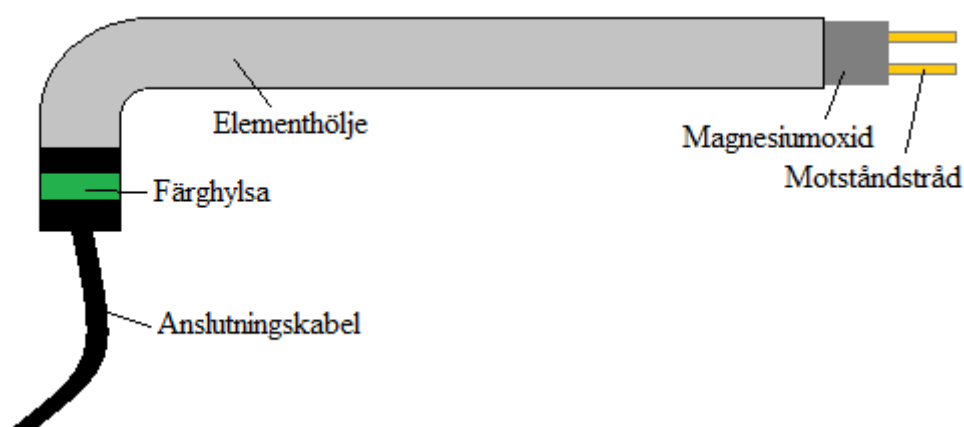 Elementhölje
Magnesiumoxid
Motståndstråd
Färghylsa
Anslutningskabel